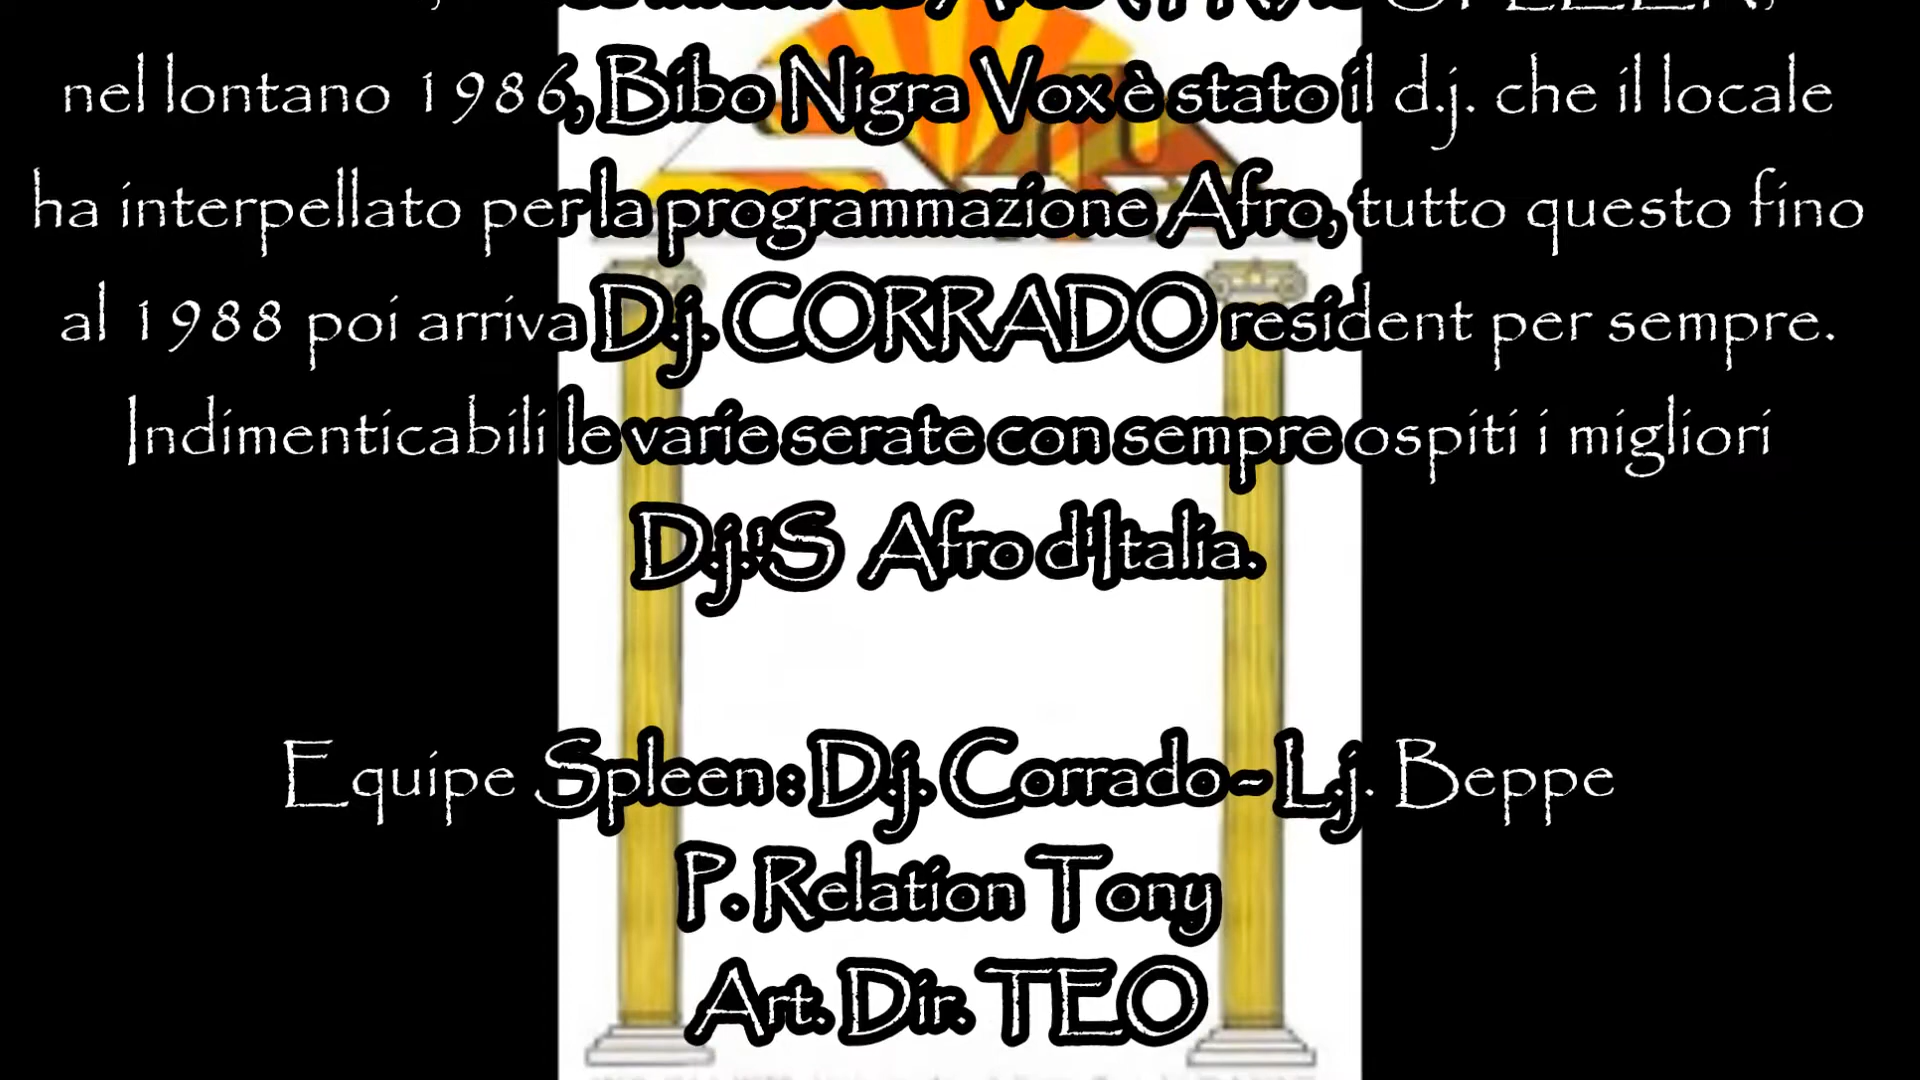 SPLEEN,
nel lontano 1986, Bibo Nigra Vox è stato il d.j. che il locale
ha interpellato per la programmazione Afro, tutto questo fino
al 1988 poi arriva D.j. CORRADO resident per sempre.
Indimenticabili le varie serate con sempre ospiti i migliori
D.j.'S Afro d'Italia.
Equipe Spleen : D.j. Corrado - L.j. Beppe
P. Relation Tony
Art. Dir. TEO